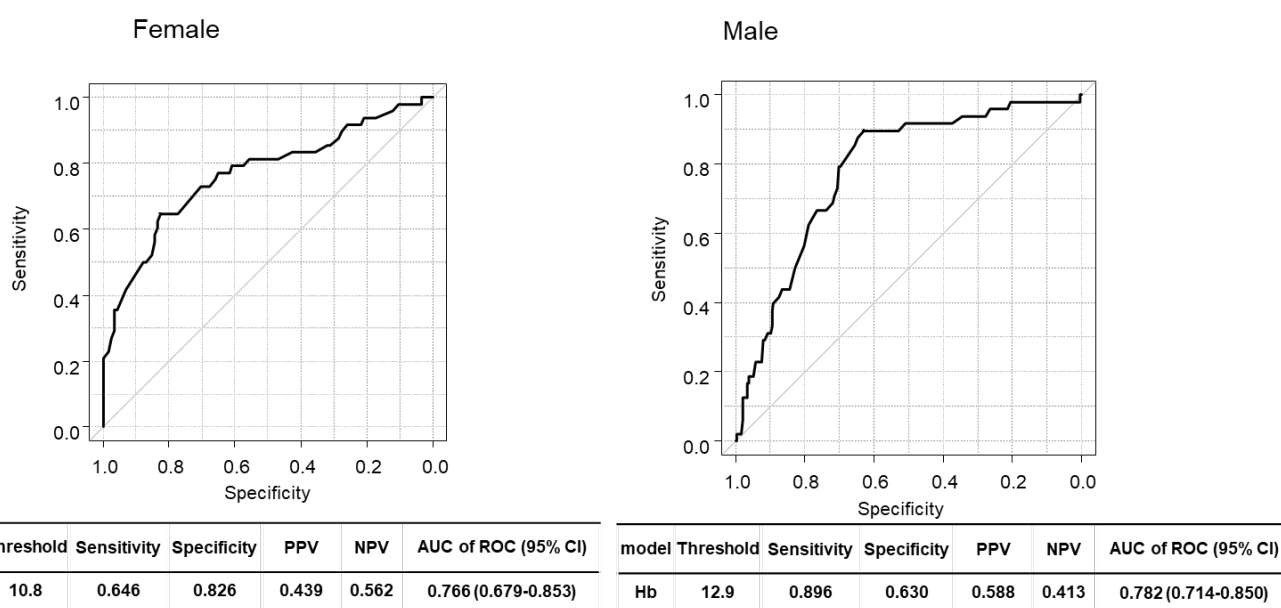 Female
Male
1.0
0.8
0.6
0.4
0.2
0.0
Sensitivity
1.0 0.8 0.6 0.4 0.2 0.0
Specificity
1.0
0.8
0.6
0.4
0.2
0.0
Sensitivity
1.0 0.8 0.6 0.4 0.2 0.0
Specificity
hreshold Sensitivity Specificity PPV NPV AUC of ROC (95% CI)
10.8 0.646 0.826 0.439 0.562 0.766 (0.679-0.853)
model Threshold Sensitivity Specificity PPV NPV AUC of ROC (95% CI)
Hb 12.9 0.896 0.630 0.588 0.413 0.782 (0.714-0.850)